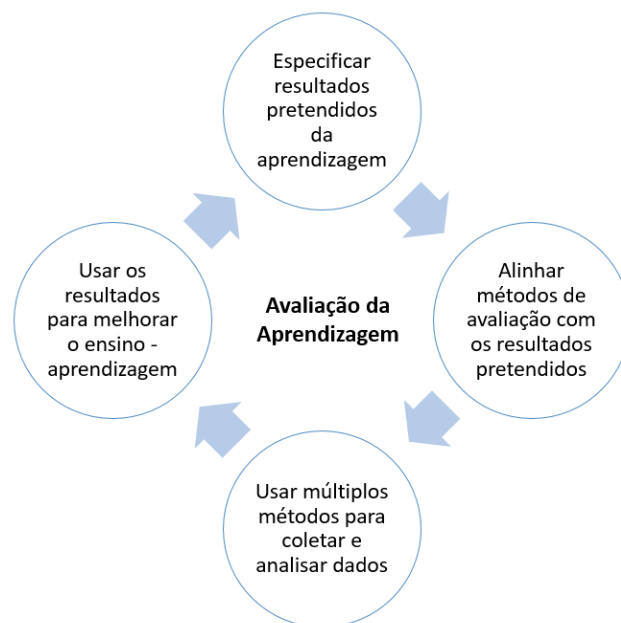 Especificar
resultados
pretendidos
da
aprendizagem
Alinhar
métodos de
avaliação com
os resultados
pretendidos
Usar múltiplos
métodos para
coletar e
analisar dados
Usar os
resultados
para melhorar
o ensino -
aprendizagem
Avaliação da
Aprendizagem